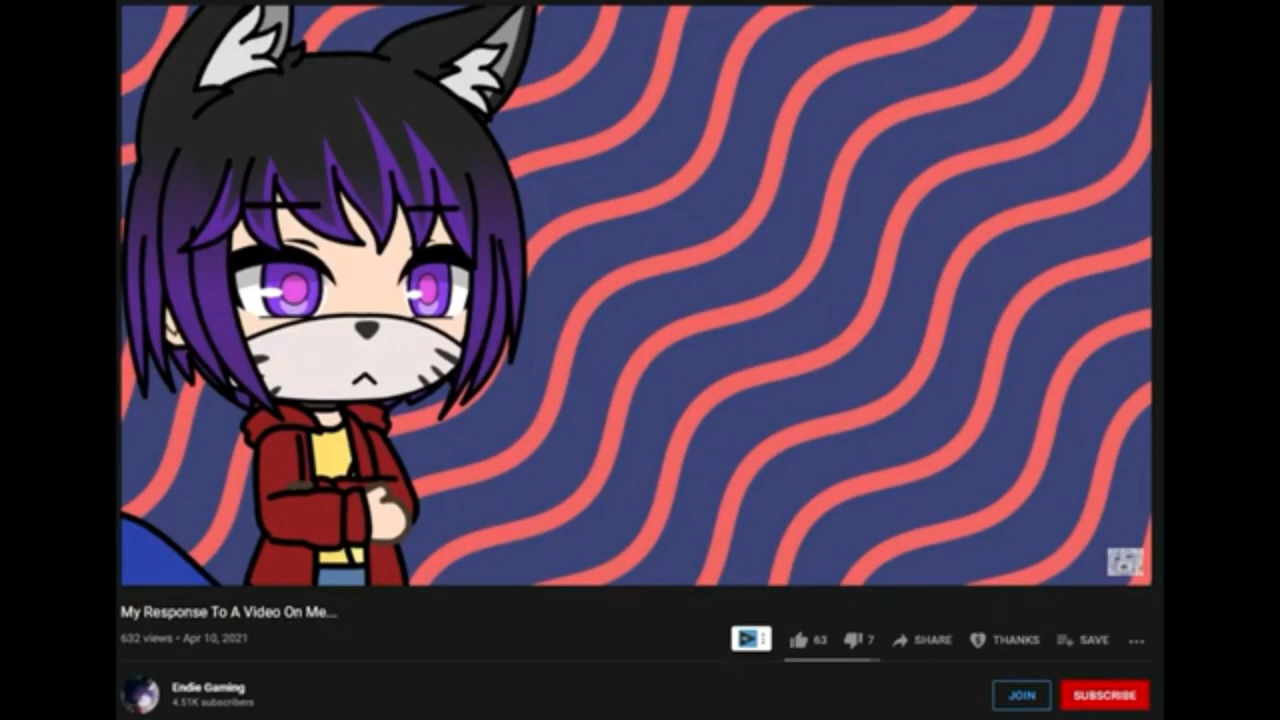 My Response To A Video On Me...
632 views • Apr 10, 2021
63
7
SHARE
THANKS
SAVE
Endie Gaming
4.51K subscribers
JOIN
SUBSCRIBE